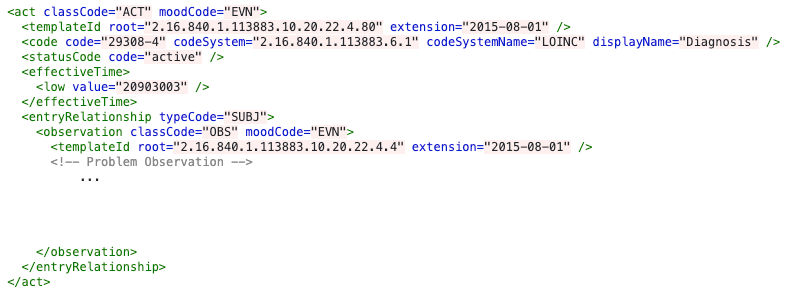 <act classCode="ACT" moodCode="EVN">
  <templateId root="2.16.840.1.113883.10.20.22.4.80" extension="2015-08-01" />
  <code code="29308-4" codeSystem="2.16.840.1.113883.6.1" codeSystemName="LOINC" displayName="Diagnosis" />
  <statusCode code="active" />
  <effectiveTime>
    <low value="20903003" />
  </effectiveTime>
  <entryRelationship typeCode="SUBJ">
    <observation classCode="OBS" moodCode="EVN">
      <templateId root="2.16.840.1.113883.10.20.22.4.4" extension="2015-08-01" />
      <!-- Problem Observation -->
          ...
    </observation>
  </entryRelationship>
</act>